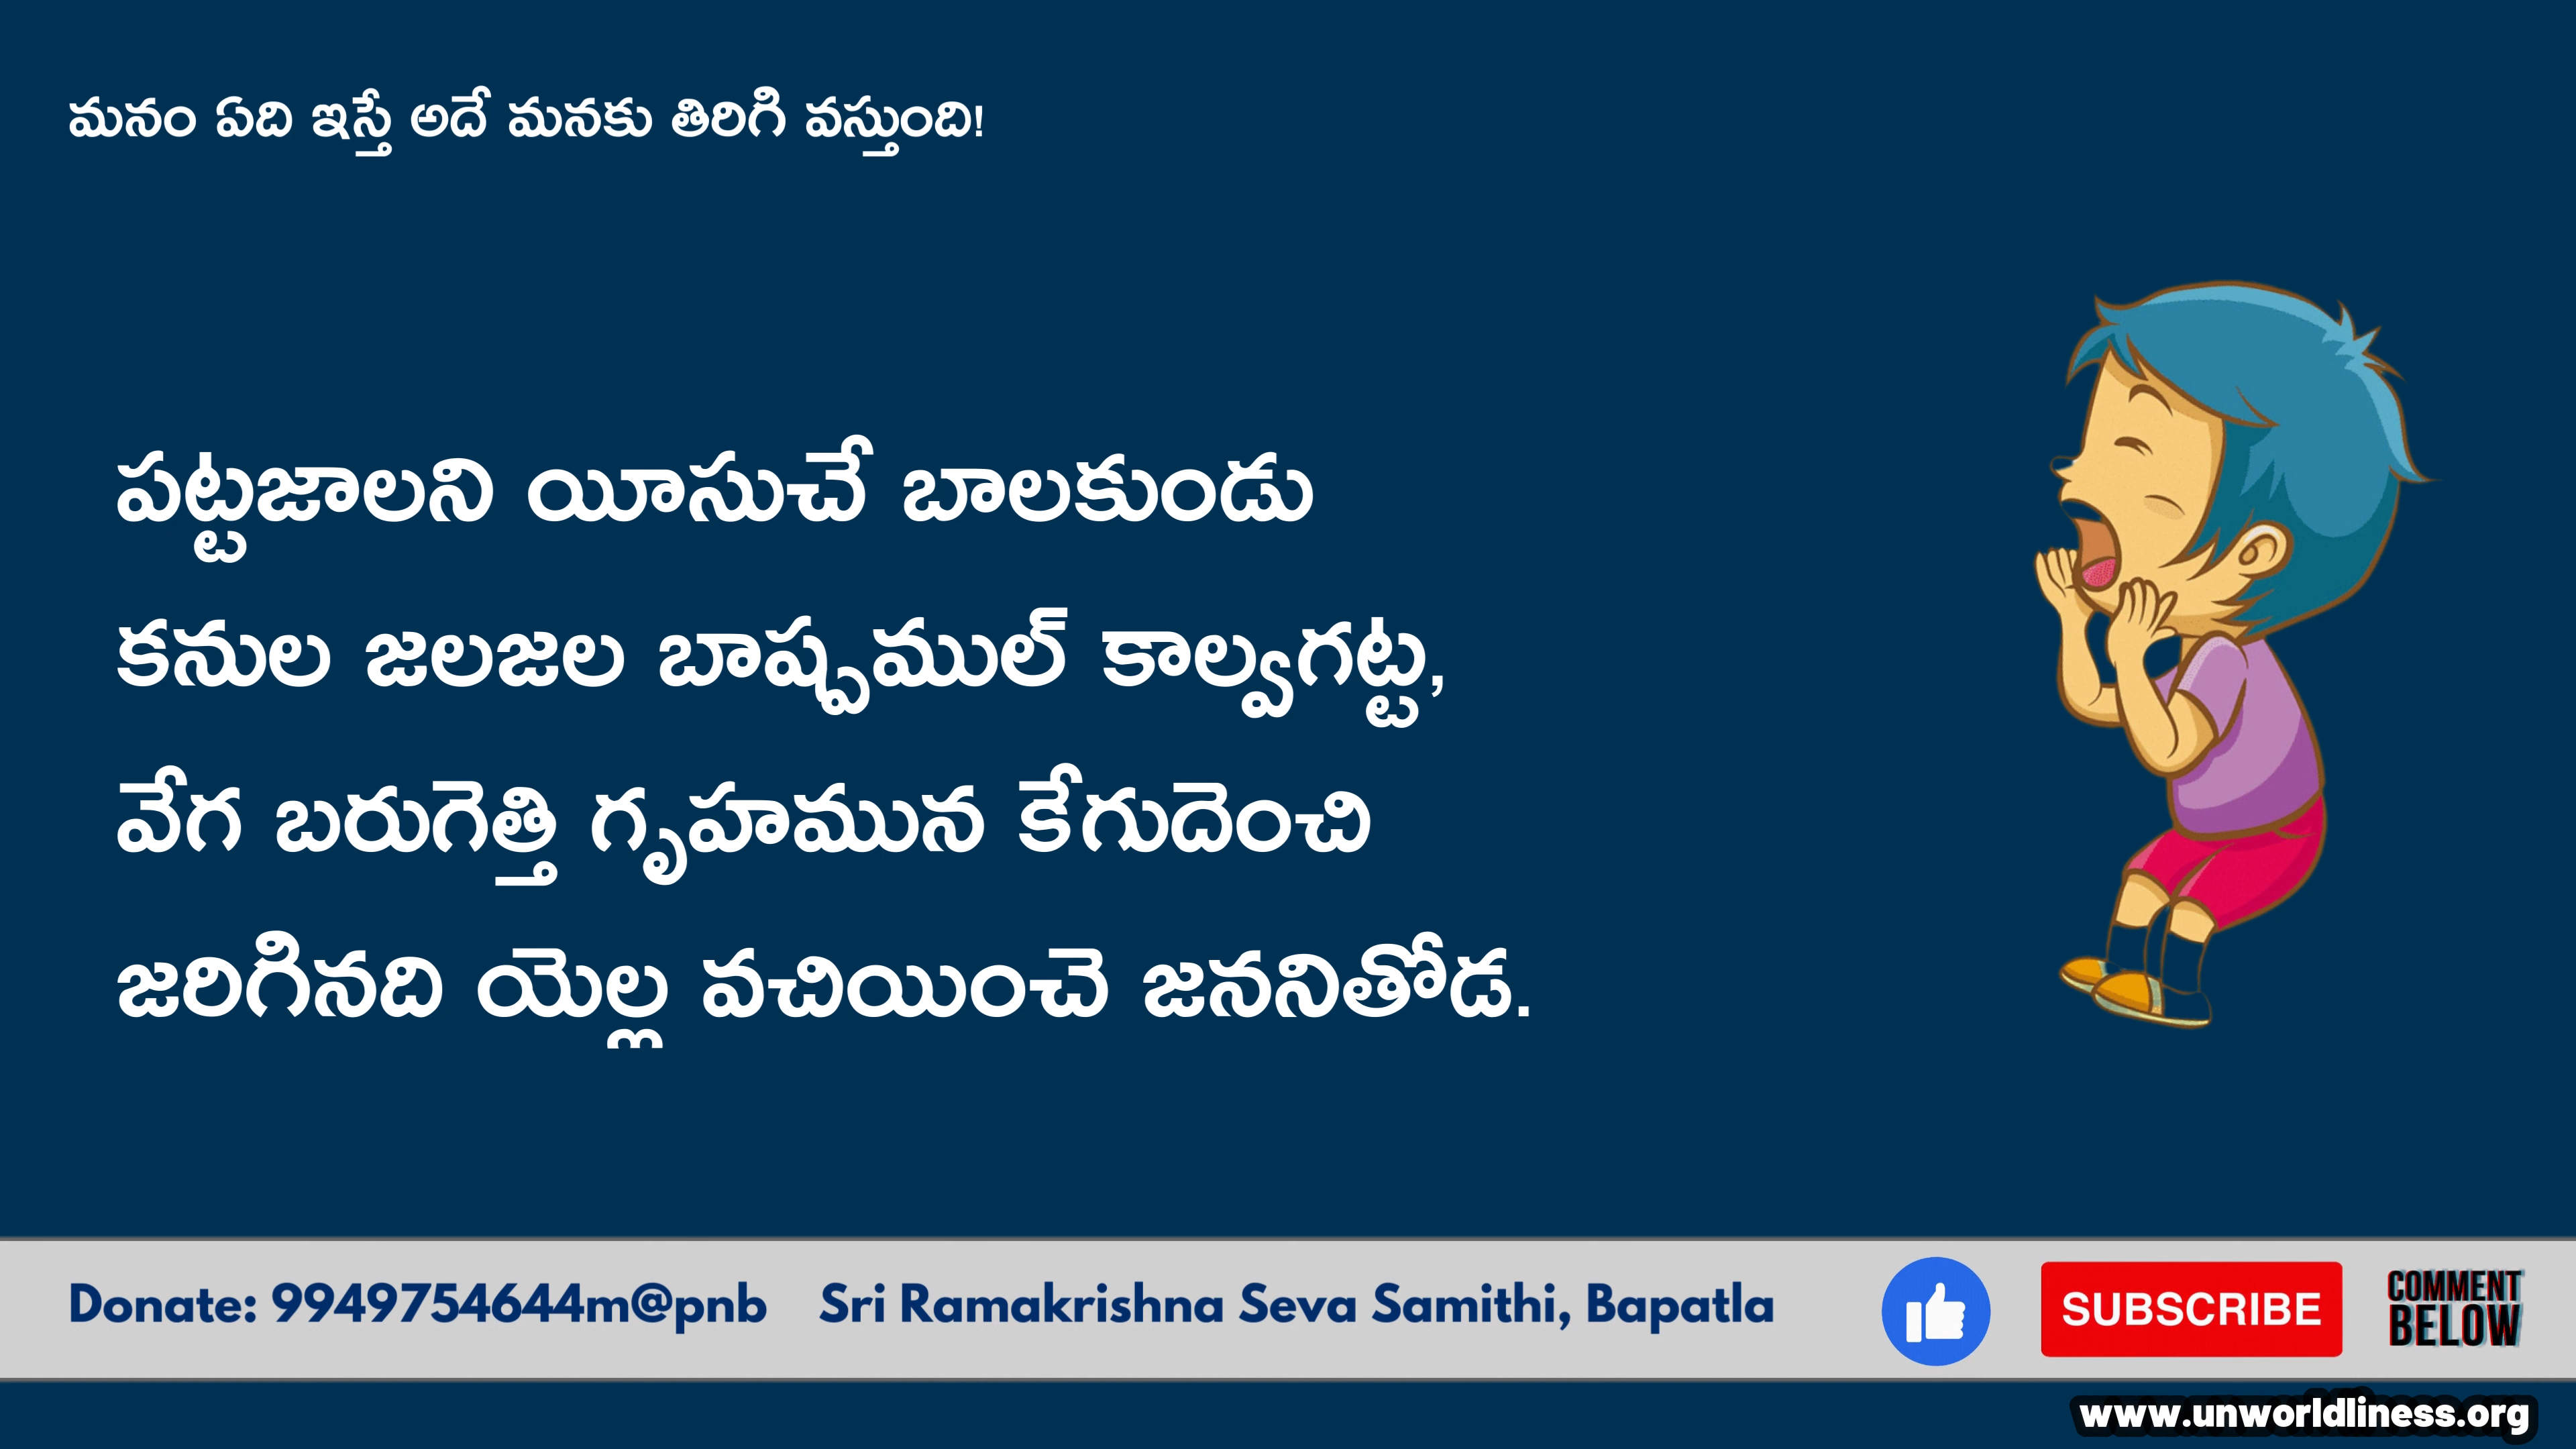 మనం ఏది ఇస్తే అదే మనకు తిరిగి వస్తుంది!
పట్టజాలని యీసుచే బాలకుండు
కనుల జలజల బాష్పముల్ కాల్వగట్ట,
వేగ బరుగెత్తి గృహమున కేగుదెంచి
జరిగినది యెల్ల వచియించె జననితోడ.
Donate: 9949754644m@pnb Sri Ramakrishna Seva Samithi, Bapatla
SUBSCRIBE
COMMENT
BELOW
www.unworldliness.org